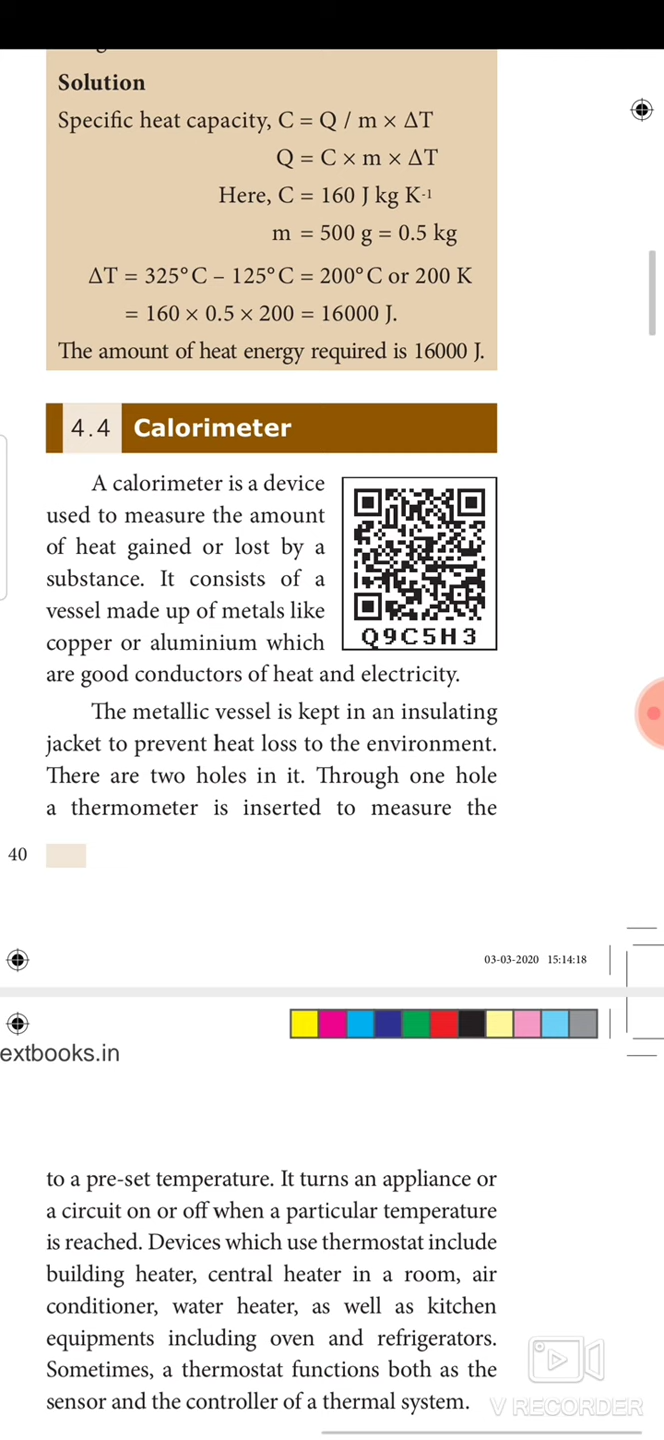 Solution
Specific heat capacity, C = Q / m × ΔT
Q = C × m × ΔT
Here, C = 160 J kg K-1
m = 500 g = 0.5 kg
ΔT = 325°C – 125°C = 200°C or 200 K
= 160 × 0.5 × 200 = 16000 J.
The amount of heat energy required is 16000 J.
4.4 Calorimeter
A calorimeter is a device
used to measure the amount
of heat gained or lost by a
substance. It consists of a
vessel made up of metals like
copper or aluminium which
are good conductors of heat and electricity.
Q9C5H3
The metallic vessel is kept in an insulating
jacket to prevent heat loss to the environment.
There are two holes in it. Through one hole
a thermometer is inserted to measure the
40
03-03-2020 15:14:18
extbooks.in
to a pre-set temperature. It turns an appliance or
a circuit on or off when a particular temperature
is reached. Devices which use thermostat include
building heater, central heater in a room, air
conditioner, water heater, as well as kitchen
equipments including oven and refrigerators.
Sometimes, a thermostat functions both as the
sensor and the controller of a thermal system.
V RECORDER